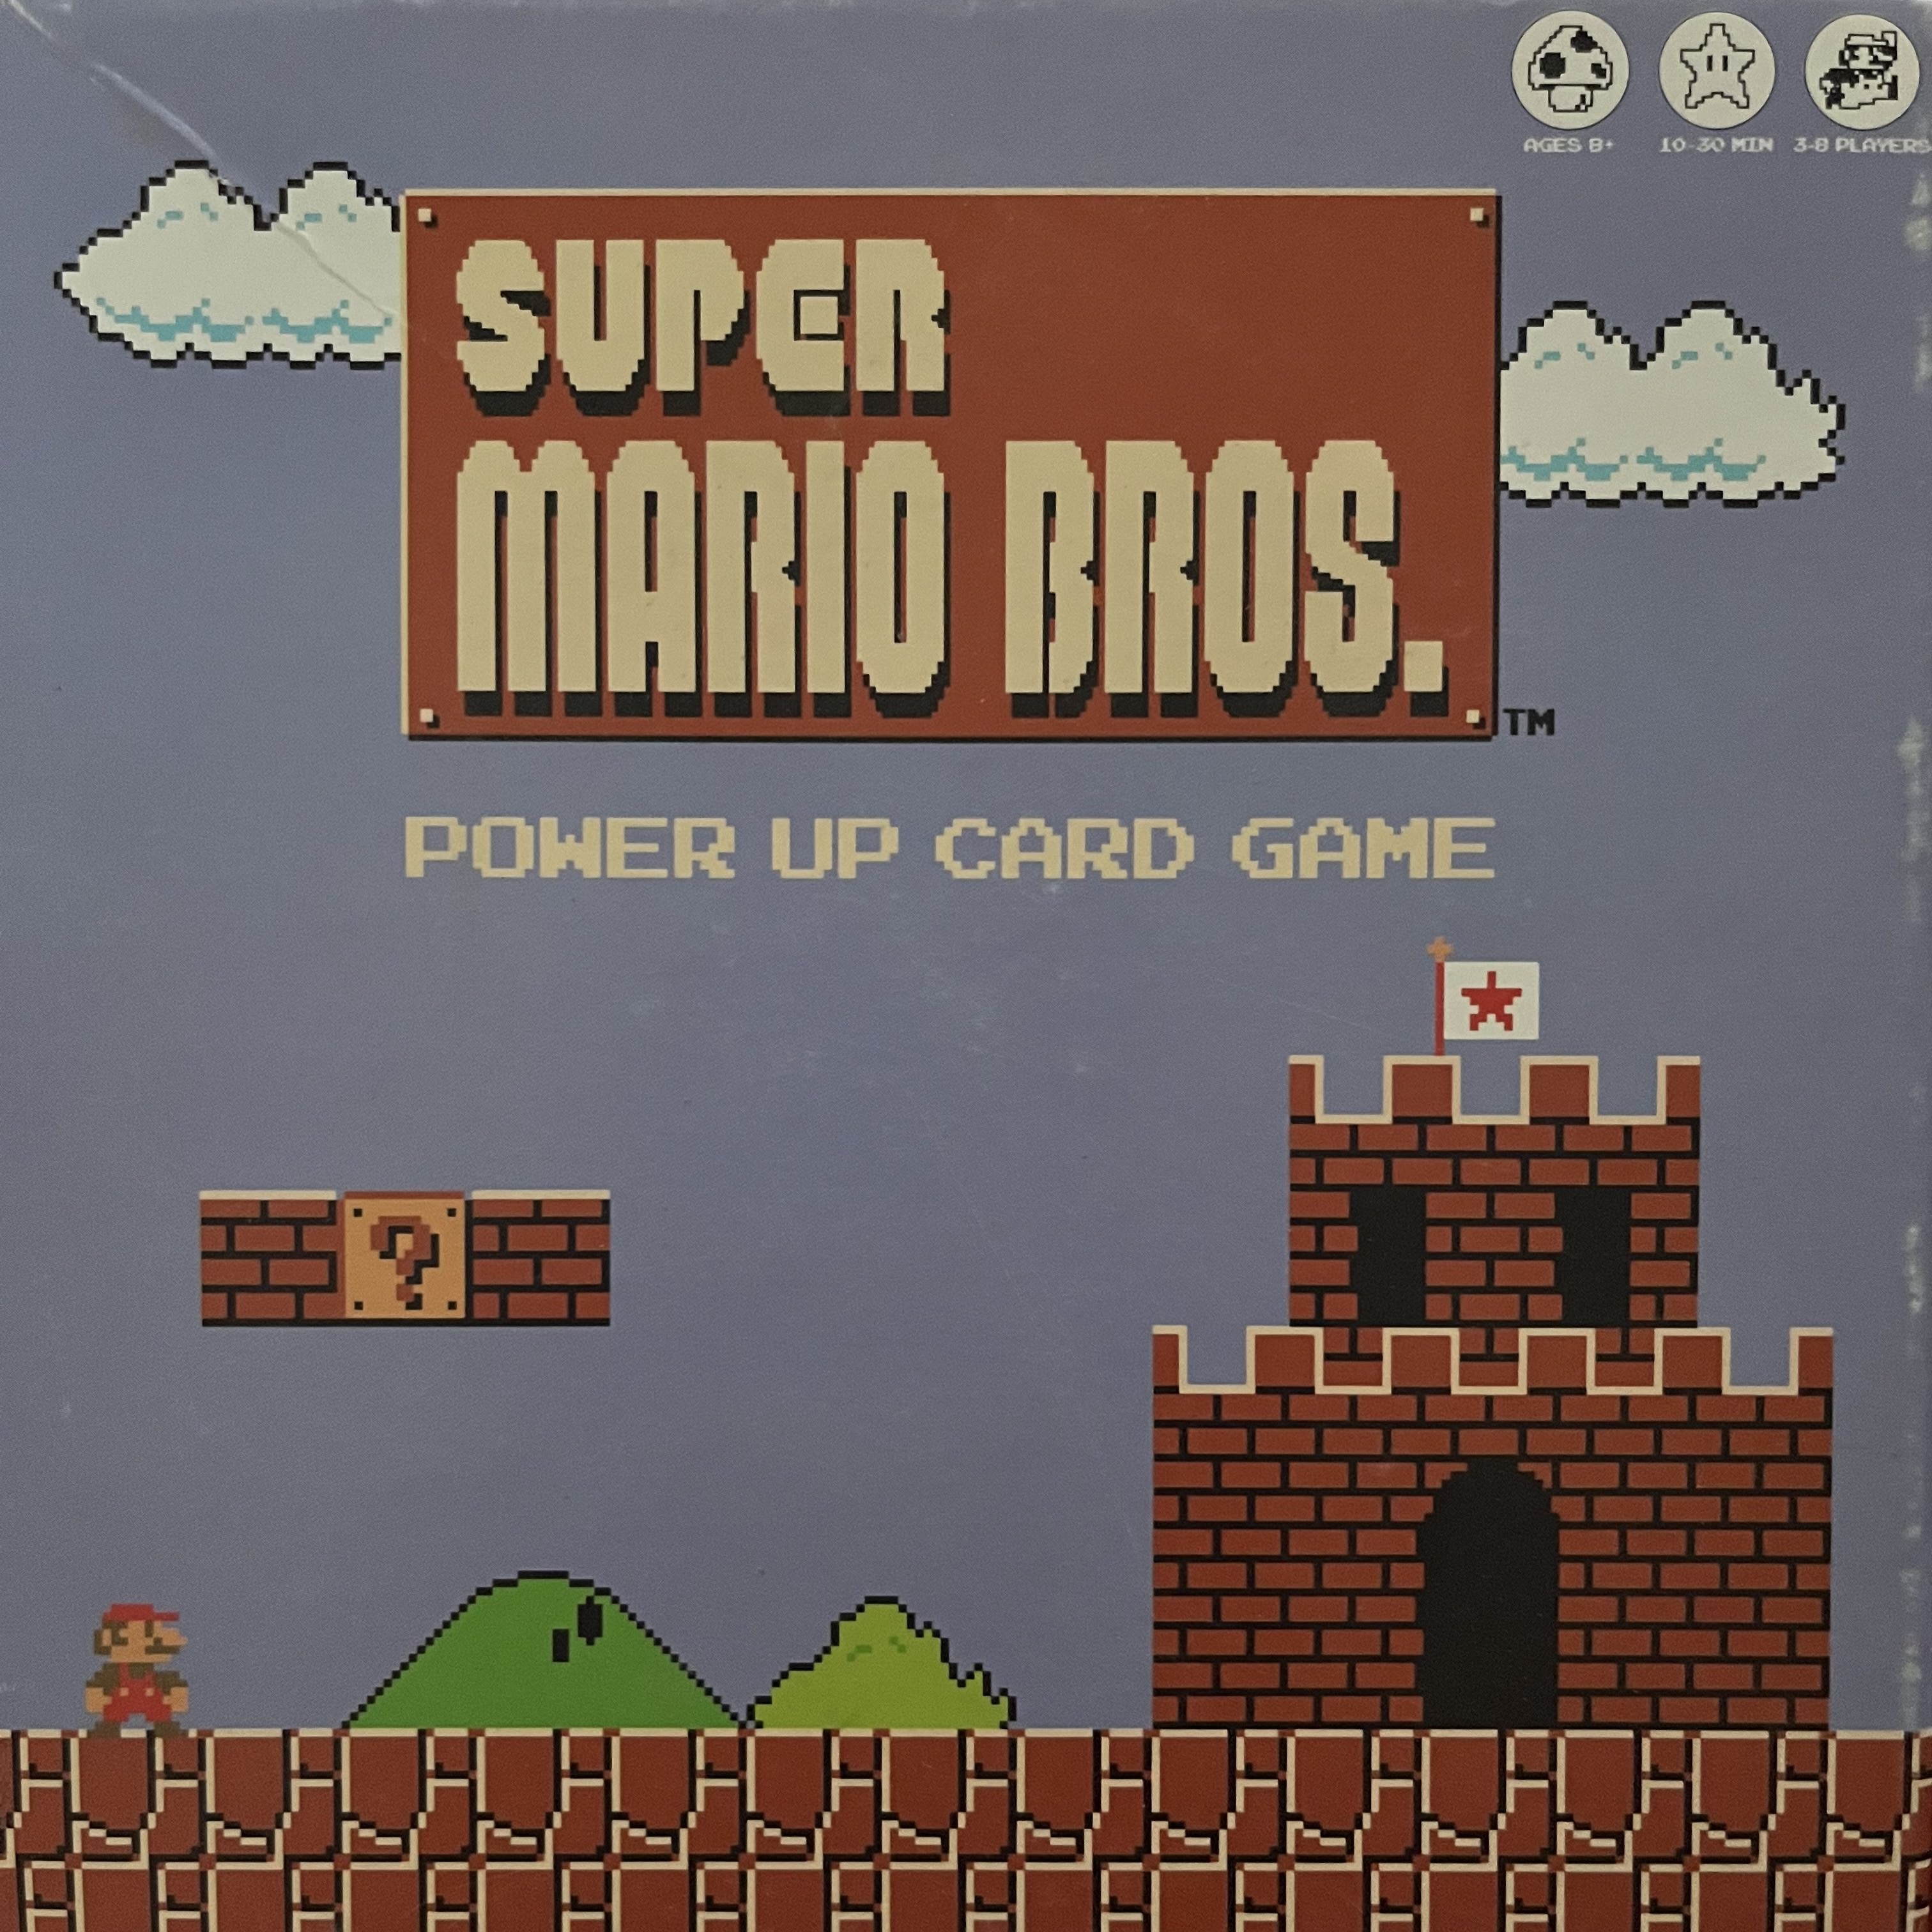 AGES 8+
10-30 MIN
3-8 PLAYERS
SUPER
MARIO BROS.
TM
POWER UP CARD GAME
?